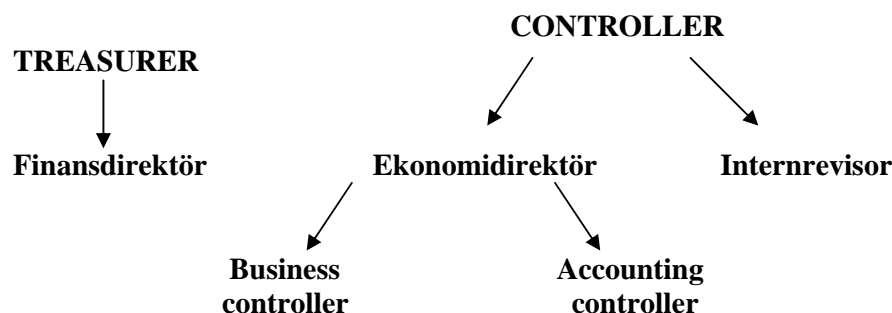 CONTROLLER
TREASURER
Finansdirektör
Ekonomidirektör
Internrevisor
Business
controller
Accounting
controller